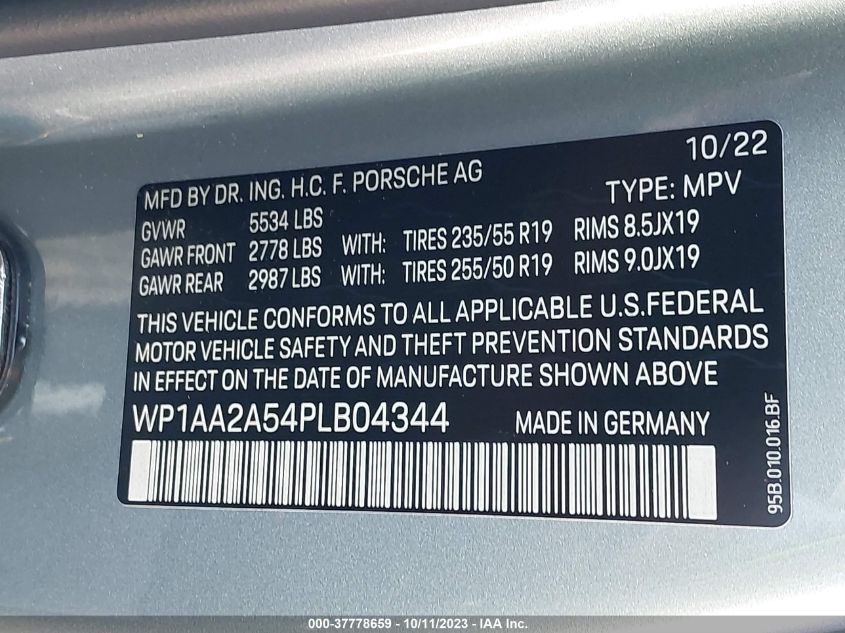 10/22
MFD BY DR. ING. H.C. F. PORSCHE AG
TYPE: MPV
GVWR 5534 LBS
GAWR FRONT 2778 LBS WITH: TIRES 235/55 R19 RIMS 8.5JX19
GAWR REAR 2987 LBS WITH: TIRES 255/50 R19 RIMS 9.0JX19
THIS VEHICLE CONFORMS TO ALL APPLICABLE U.S.FEDERAL
MOTOR VEHICLE SAFETY AND THEFT PREVENTION STANDARDS
IN EFFECT ON THE DATE OF MANUFACTURE SHOWN ABOVE
WP1AA2A54PLB04344 MADE IN GERMANY
95B.010.016.BF
000-37778659 - 10/11/2023 - IAA Inc.